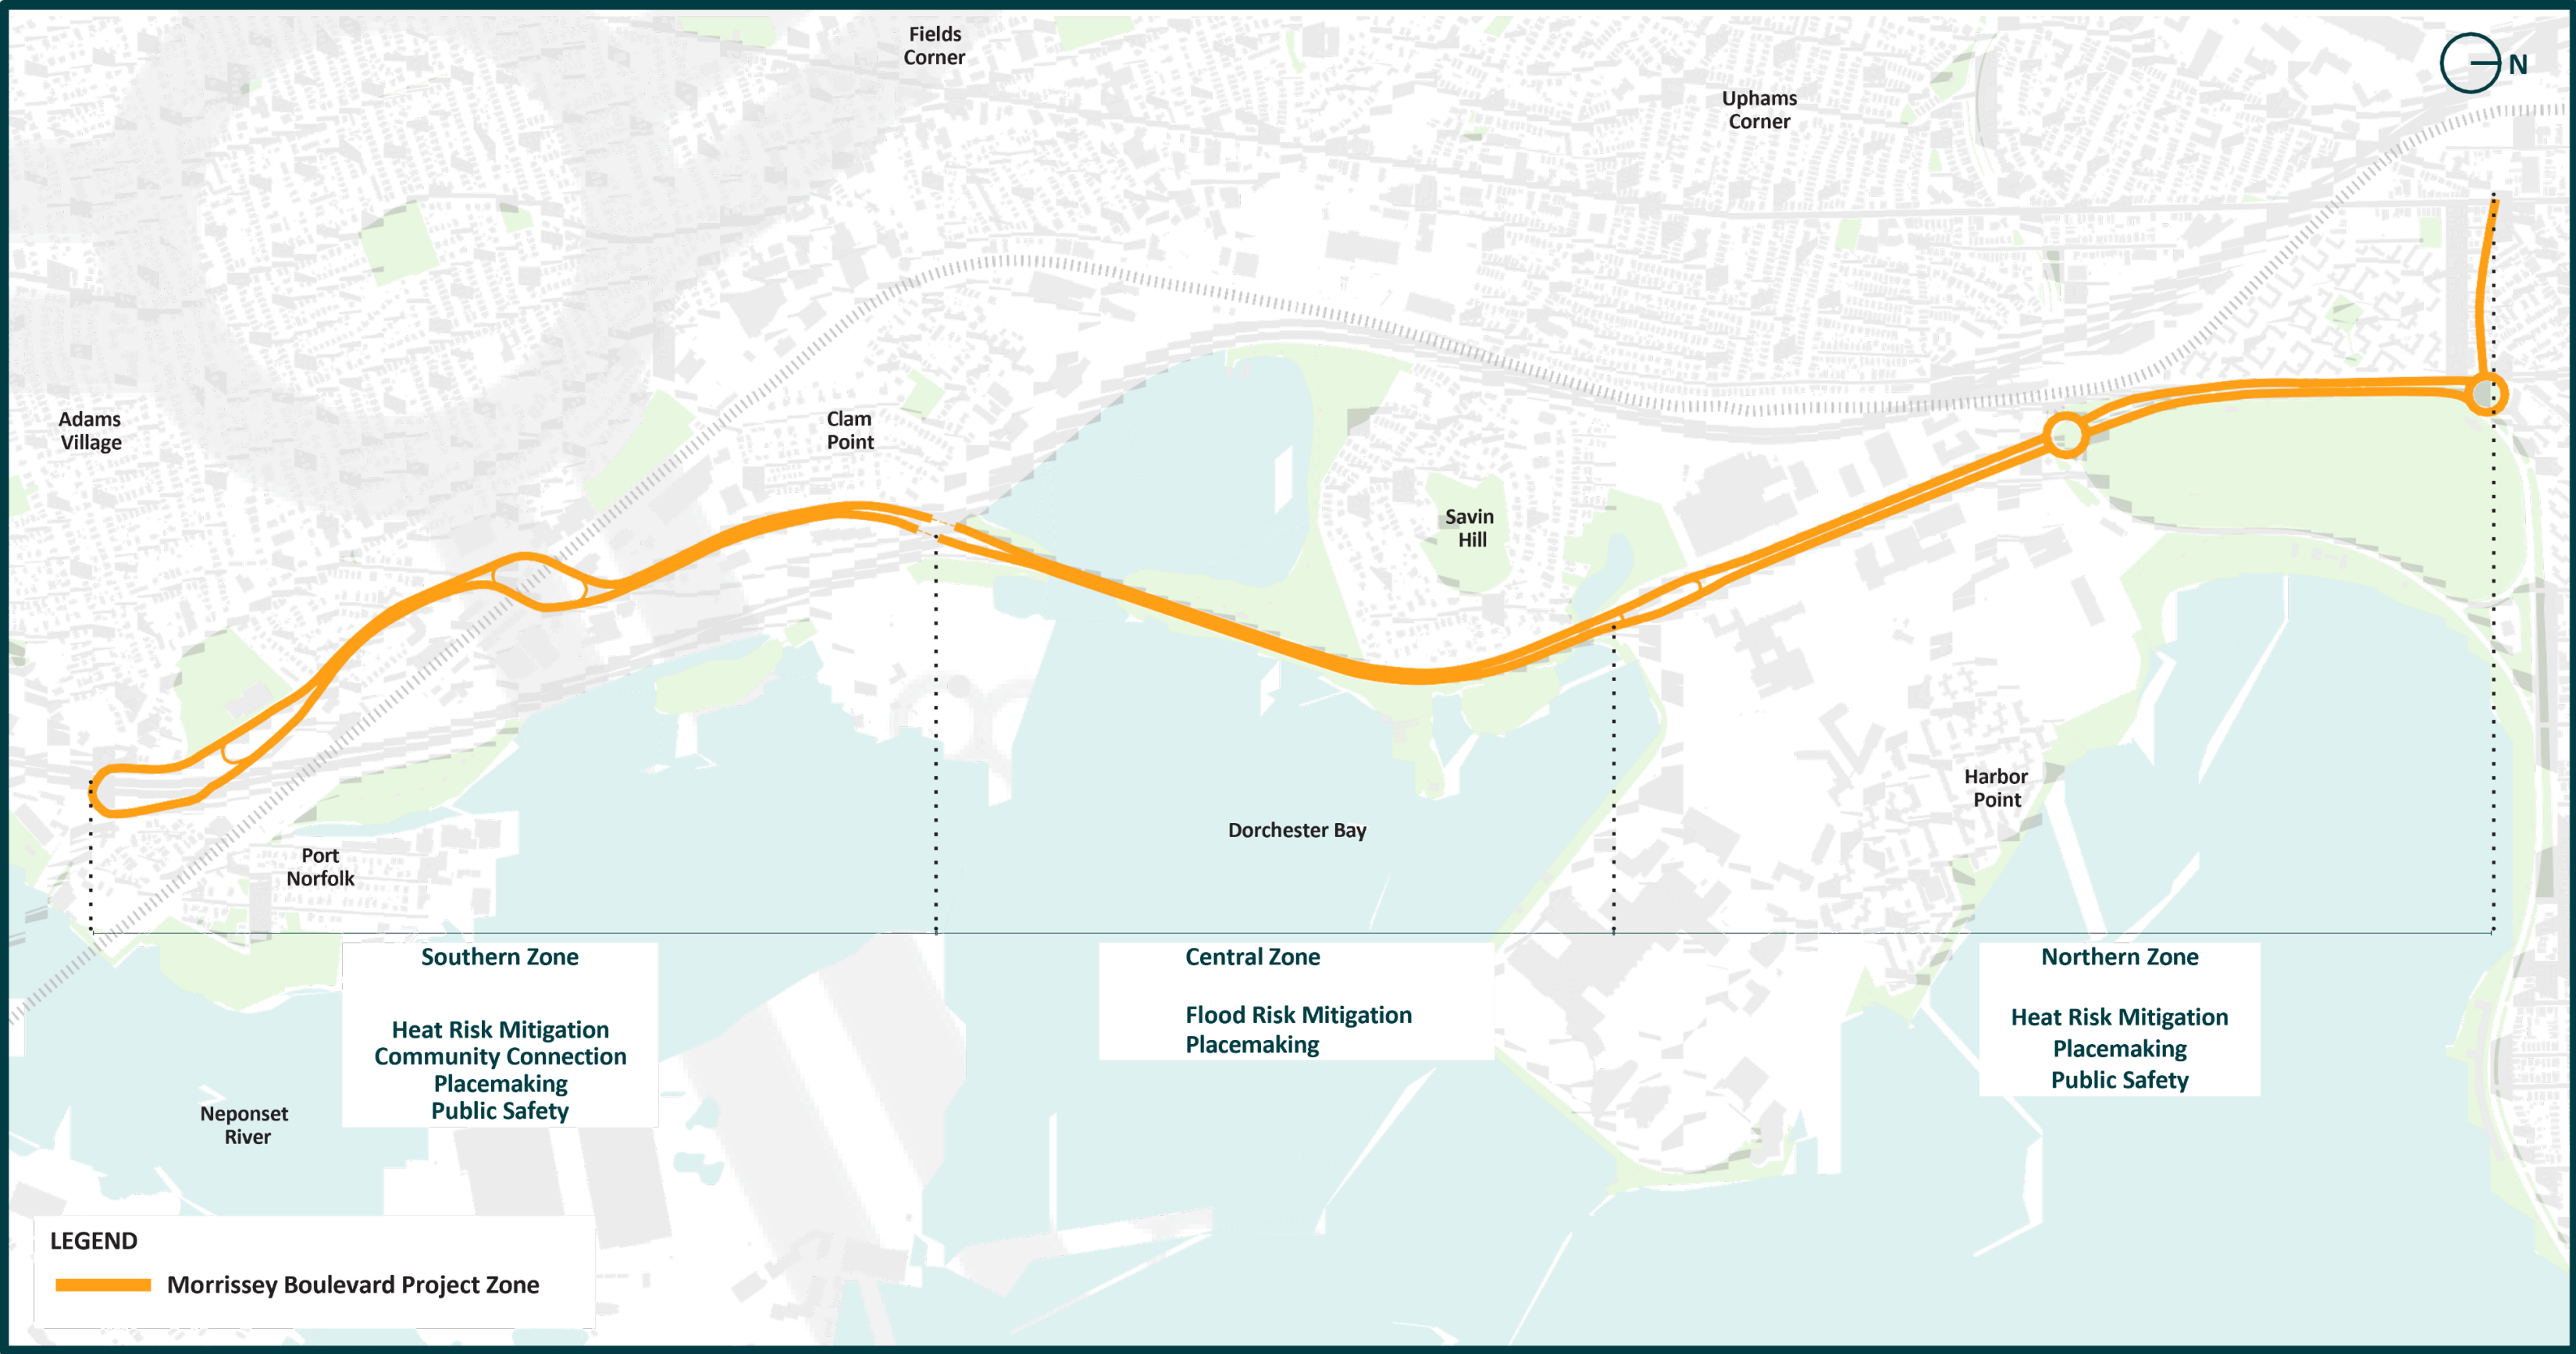 Fields
Corner
N
Uphams
Corner
Adams
Village
Clam
Point
Savin
Hill
Harbor
Point
Dorchester Bay
Port
Norfolk
Southern Zone
Heat Risk Mitigation
Community Connection
Placemaking
Public Safety
Central Zone
Flood Risk Mitigation
Placemaking
Northern Zone
Heat Risk Mitigation
Placemaking
Public Safety
Neponset
River
LEGEND
Morrissey Boulevard Project Zone